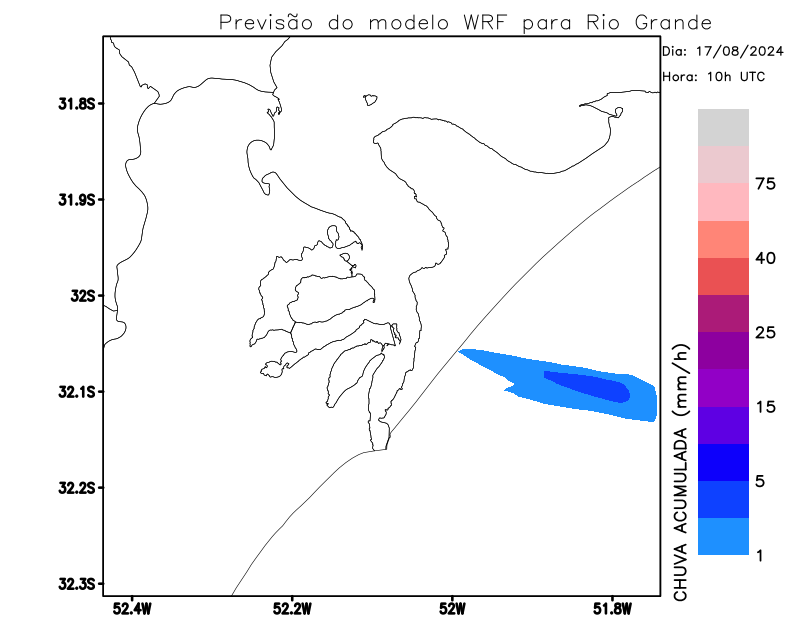 Previsão do modelo WRF para Rio Grande
Dia: 17/08/2024
Hora: 10h UTC
31.8S
31.9S
32S
32.1S
32.2S
32.3S
52.4W
52.2W
52W
51.8W
CHUVA ACUMULADA (mm/h)
75
40
25
15
5
1